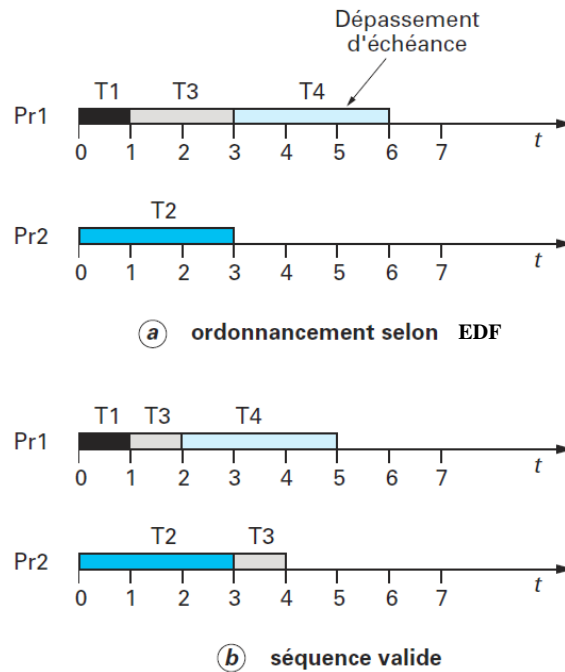 Dépassement
d'échéance
T1 T3 T4
Pr1
0 1 2 3 4 5 6 7 t
T2
Pr2
0 1 2 3 4 5 6 7 t
a ordonnancement selon EDF
T1 T3 T4
Pr1
0 1 2 3 4 5 6 7 t
T2 T3
Pr2
0 1 2 3 4 5 6 7 t
b séquence valide